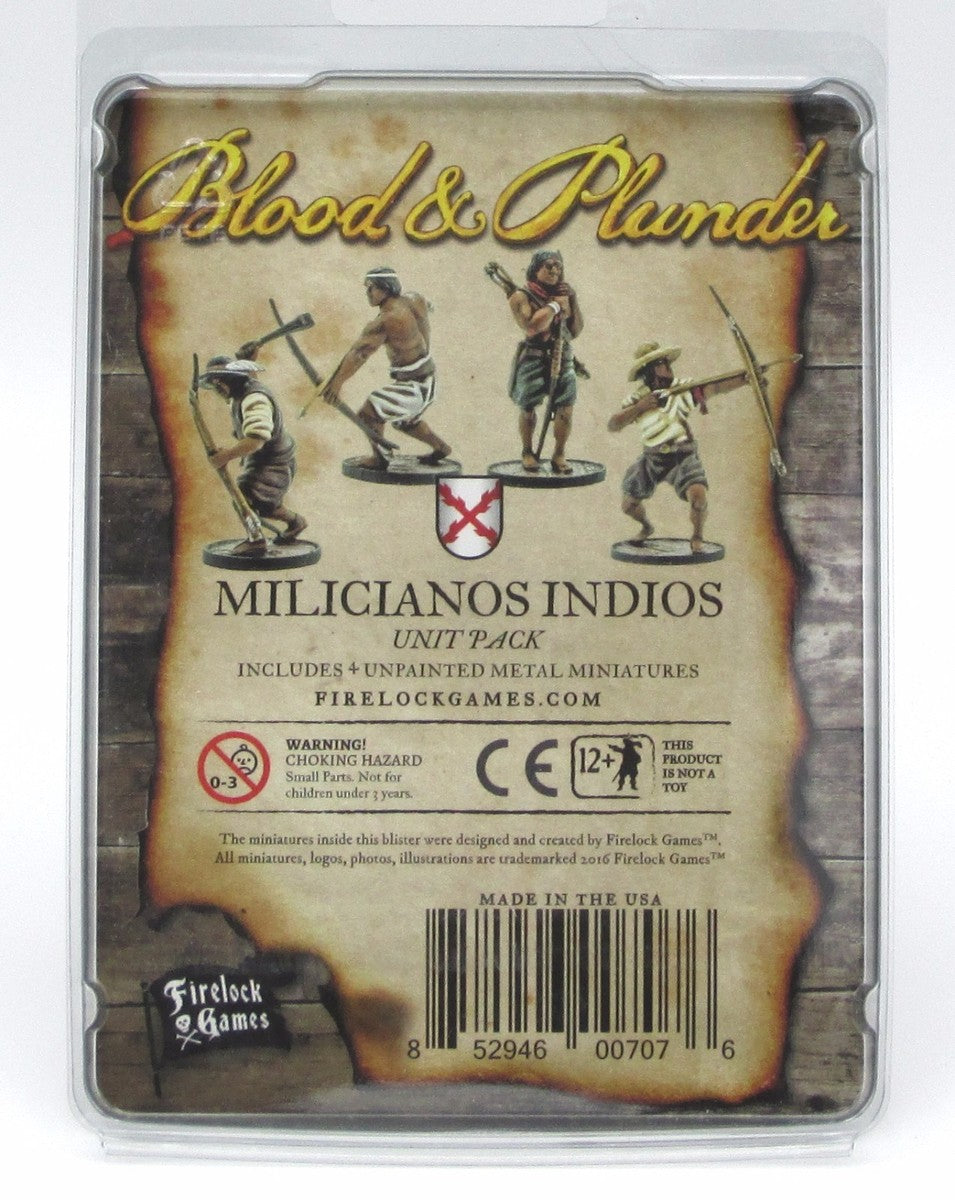 Blood & Plunder
MILICIANOS INDIOS
UNIT PACK
INCLUDES 4 UNPAINTED METAL MINIATURES
FIRELOCKGAMES.COM
0-3
WARNING!
CHOKING HAZARD
Small Parts. Not for
children under 3 years.
CE
12+
THIS
PRODUCT
IS NOT A
TOY
The miniatures inside this blister were designed and created by Firelock Games™.
All miniatures, logos, photos, illustrations are trademarked 2016 Firelock Games™
MADE IN THE USA
8 52946 00707 6
Firelock
Games